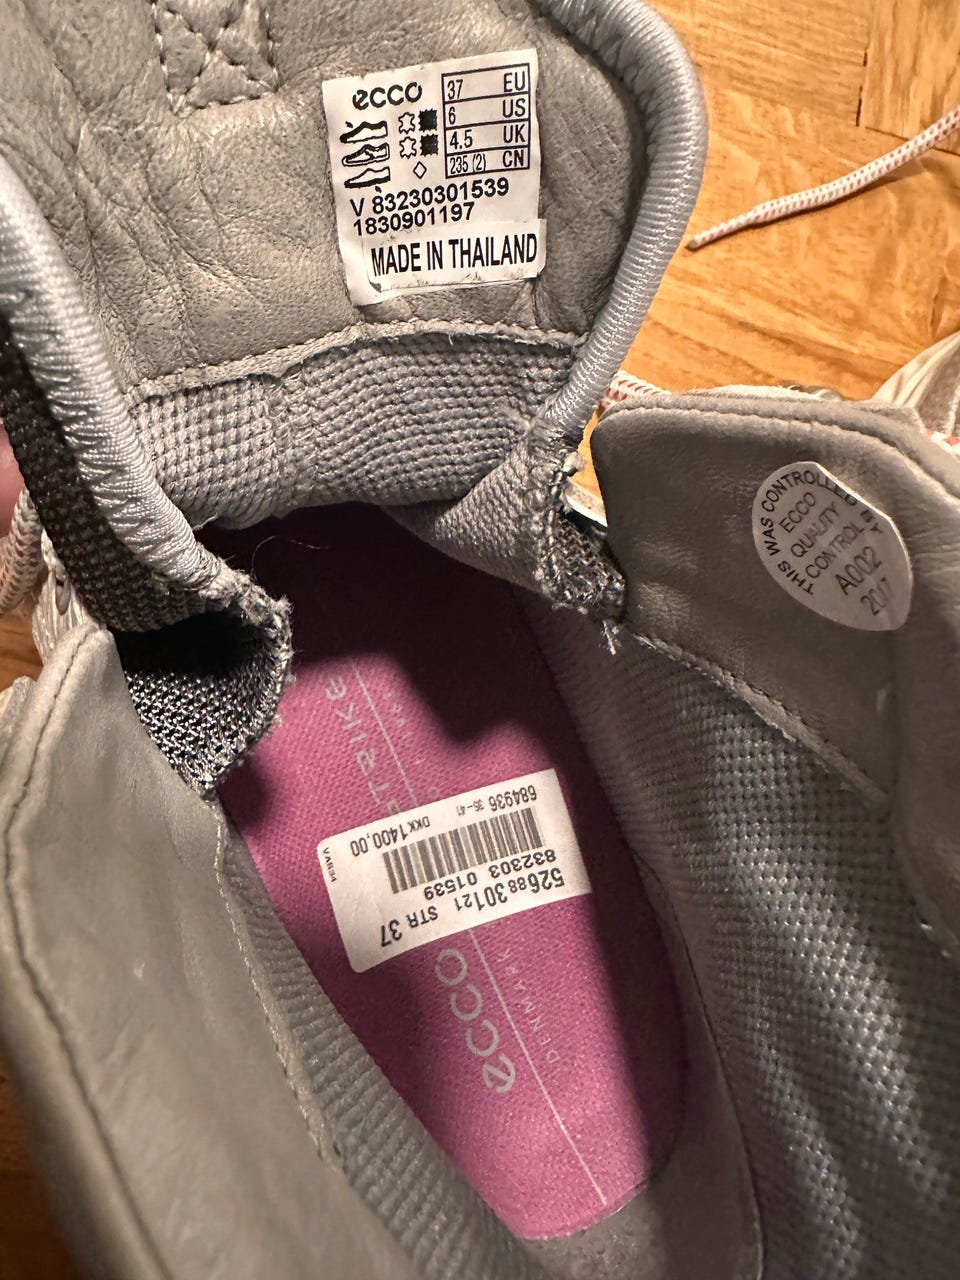 ecco
37 EU
6 US
4.5 UK
235 (2) CN
V 83230301539
1830901197
MADE IN THAILAND
THIS WAS CONTROLLED BY
ECCO
QUALITY
CONTROL
A002
STRIKE
684936 35-41
DKK 1400,00
832303 01539
52688 30121 STR 37
ecco
DENMARK